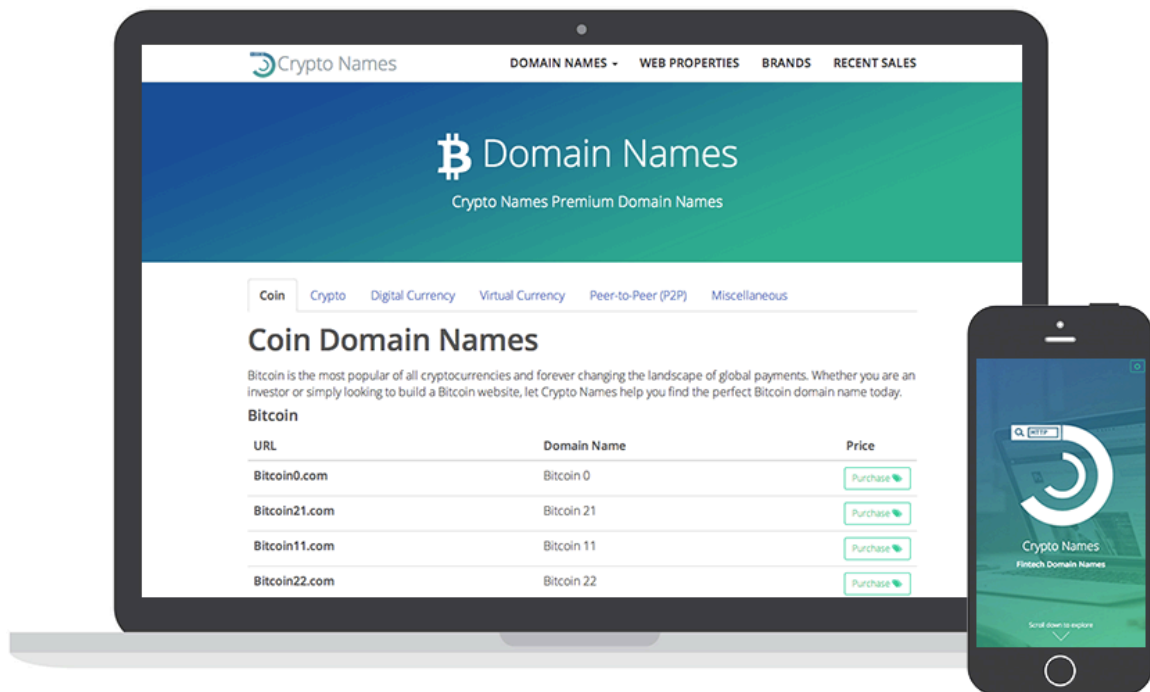 Crypto Names
DOMAIN NAMES WEB PROPERTIES BRANDS RECENT SALES
Domain Names
Crypto Names Premium Domain Names
Coin Crypto Digital Currency Virtual Currency Peer-to-Peer (P2P) Miscellaneous
Coin Domain Names
Bitcoin is the most popular of all cryptocurrencies and forever changing the landscape of global payments. Whether you are an
investor or simply looking to build a Bitcoin website, let Crypto Names help you find the perfect Bitcoin domain name today.
Bitcoin
URL Domain Name Price
Bitcoin0.com Bitcoin 0 Purchase
Bitcoin21.com Bitcoin 21 Purchase
Bitcoin11.com Bitcoin 11 Purchase
Bitcoin22.com Bitcoin 22 Purchase
HTTP
Crypto Names
Fintech Domain Names
Scroll down to explore